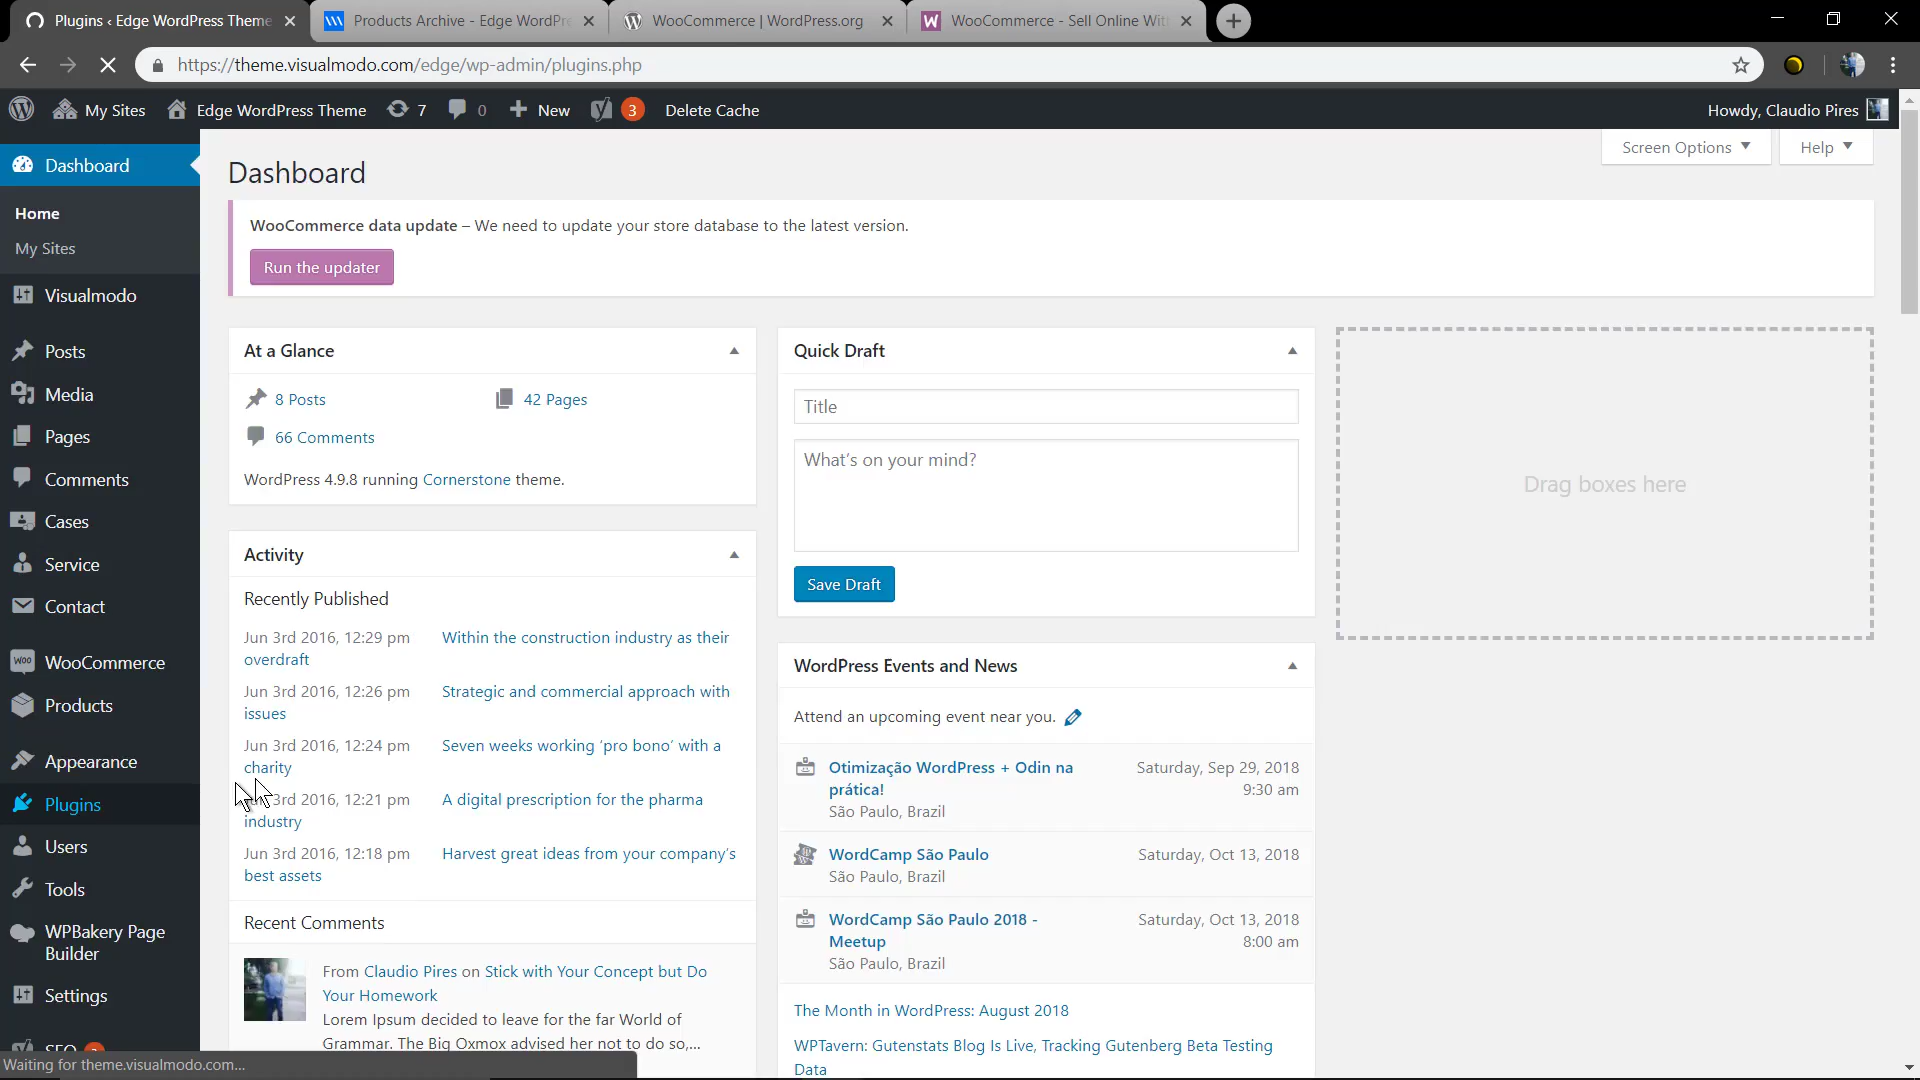 Plugins ‹ Edge WordPress Theme
Products Archive - Edge WordPre
WooCommerce | WordPress.org
WooCommerce - Sell Online Wit
https://theme.visualmodo.com/edge/wp-admin/plugins.php
My Sites
Edge WordPress Theme
7
0
New
3
Delete Cache
Howdy, Claudio Pires
Dashboard
Home
My Sites
Visualmodo
Posts
Media
Pages
Comments
Cases
Service
Contact
WooCommerce
Products
Appearance
Plugins
Users
Tools
WPBakery Page
Builder
Settings
Screen Options
Help
Dashboard
WooCommerce data update – We need to update your store database to the latest version.
Run the updater
At a Glance
8 Posts
42 Pages
66 Comments
WordPress 4.9.8 running Cornerstone theme.
Activity
Recently Published
Jun 3rd 2016, 12:29 pm Within the construction industry as their
overdraft
Jun 3rd 2016, 12:26 pm Strategic and commercial approach with
issues
Jun 3rd 2016, 12:24 pm Seven weeks working ‘pro bono’ with a
charity
3rd 2016, 12:21 pm A digital prescription for the pharma
industry
Jun 3rd 2016, 12:18 pm Harvest great ideas from your company’s
best assets
Recent Comments
From Claudio Pires on Stick with Your Concept but Do
Your Homework
Lorem Ipsum decided to leave for the far World of
Grammar. The Big Oxmox advised her not to do so,...
Quick Draft
Title
What’s on your mind?
Save Draft
WordPress Events and News
Attend an upcoming event near you.
Otimização WordPress + Odin na
prática!
São Paulo, Brazil
Saturday, Sep 29, 2018
9:30 am
WordCamp São Paulo
São Paulo, Brazil
Saturday, Oct 13, 2018
WordCamp São Paulo 2018 -
Meetup
São Paulo, Brazil
Saturday, Oct 13, 2018
8:00 am
The Month in WordPress: August 2018
WPTavern: Gutenstats Blog Is Live, Tracking Gutenberg Beta Testing
Data
Drag boxes here
Waiting for theme.visualmodo.com...